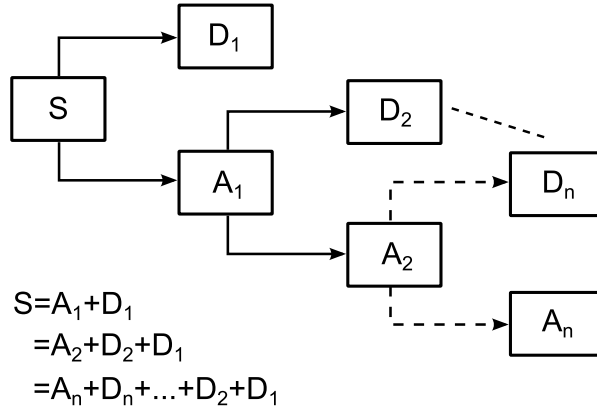 D₁
S
D₂
A₁
Dₙ
A₂
Aₙ
S=A₁+D₁
=A₂+D₂+D₁
=Aₙ+Dₙ+...+D₂+D₁